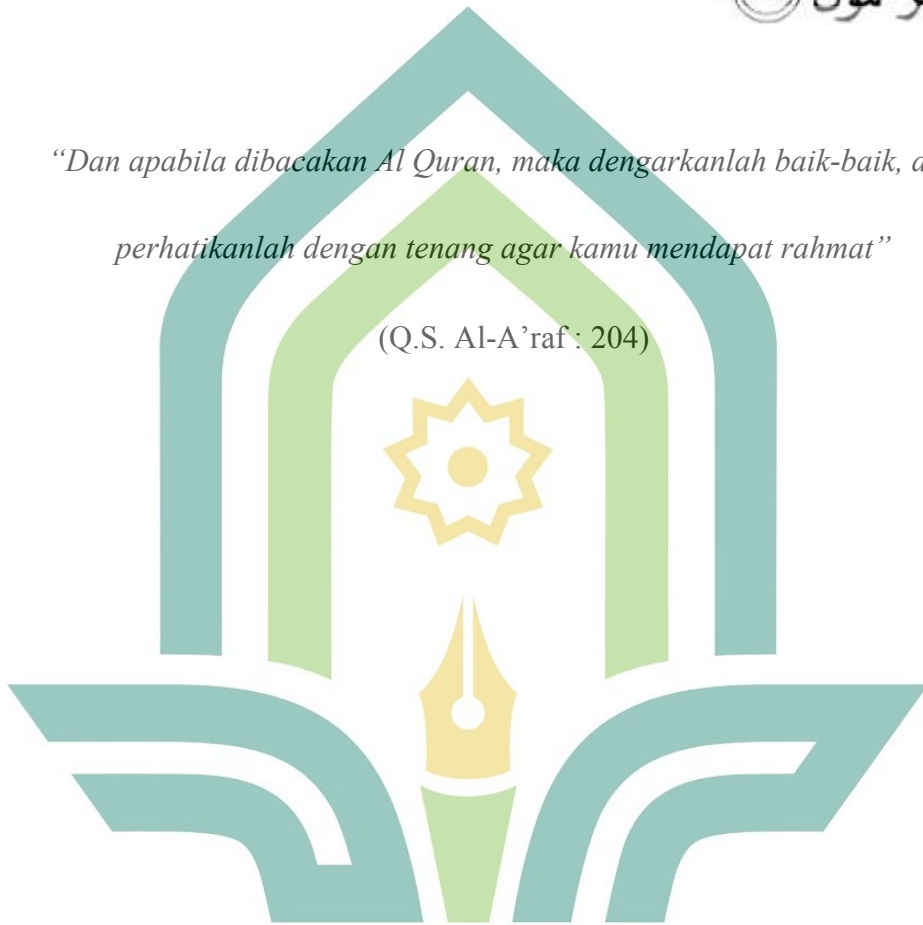 “Dan apabila dibacakan Al Quran, maka dengarkanlah baik-baik,
perhatikanlah dengan tenang agar kamu mendapat rahmat”
(Q.S. Al-A’raf : 204)